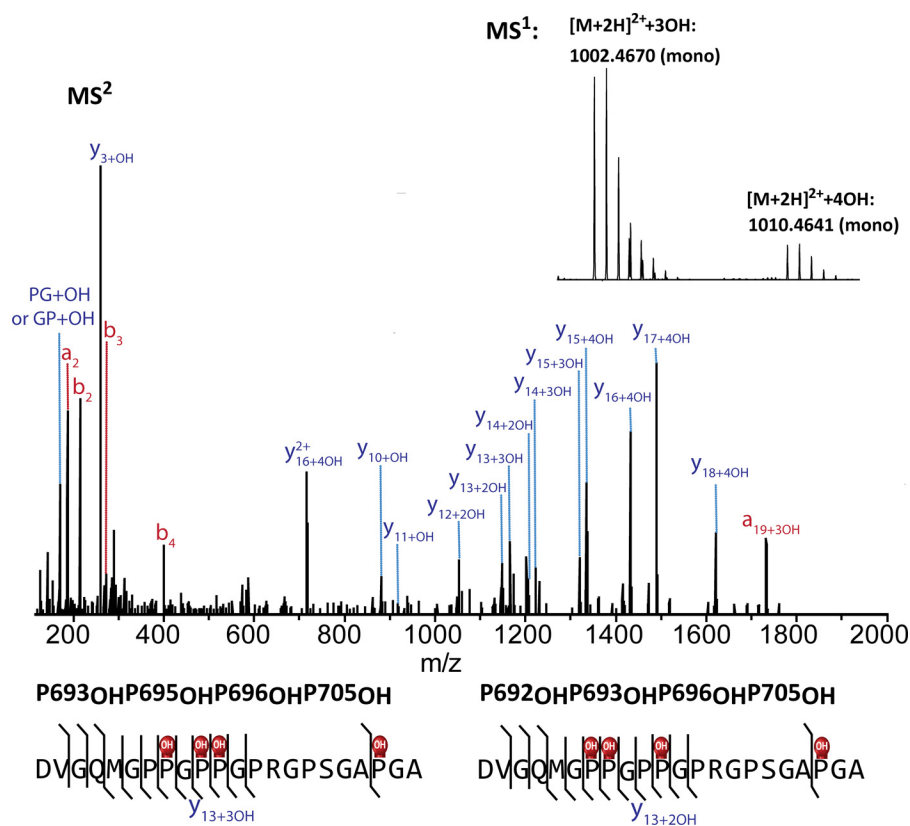 MS1:
[M+2H]2++3OH:
1002.4670 (mono)
MS2
y3+OH
[M+2H]2++4OH:
1010.4641 (mono)
PG+OH
or GP+OH
a2
b3
b2
y15+4OH
y17+4OH
y15+3OH
y14+3OH
y16+4OH
y14+2OH
y2+16+4OH
y10+OH
y13+3OH
y18+4OH
y13+2OH
y12+2OH
a19+3OH
y11+OH
b4
200 400 600 800 1000 1200 1400 1600 1800 2000
m/z
P693OHP695OHP696OHP705OH
P692OHP693OHP696OHP705OH
OH OH OH OH
OH OH OH OH
DVGQMGPPGPPGPRGPSGAPGA
DVGQMGPPGPPGPRGPSGAPGA
y13+3OH
y13+2OH